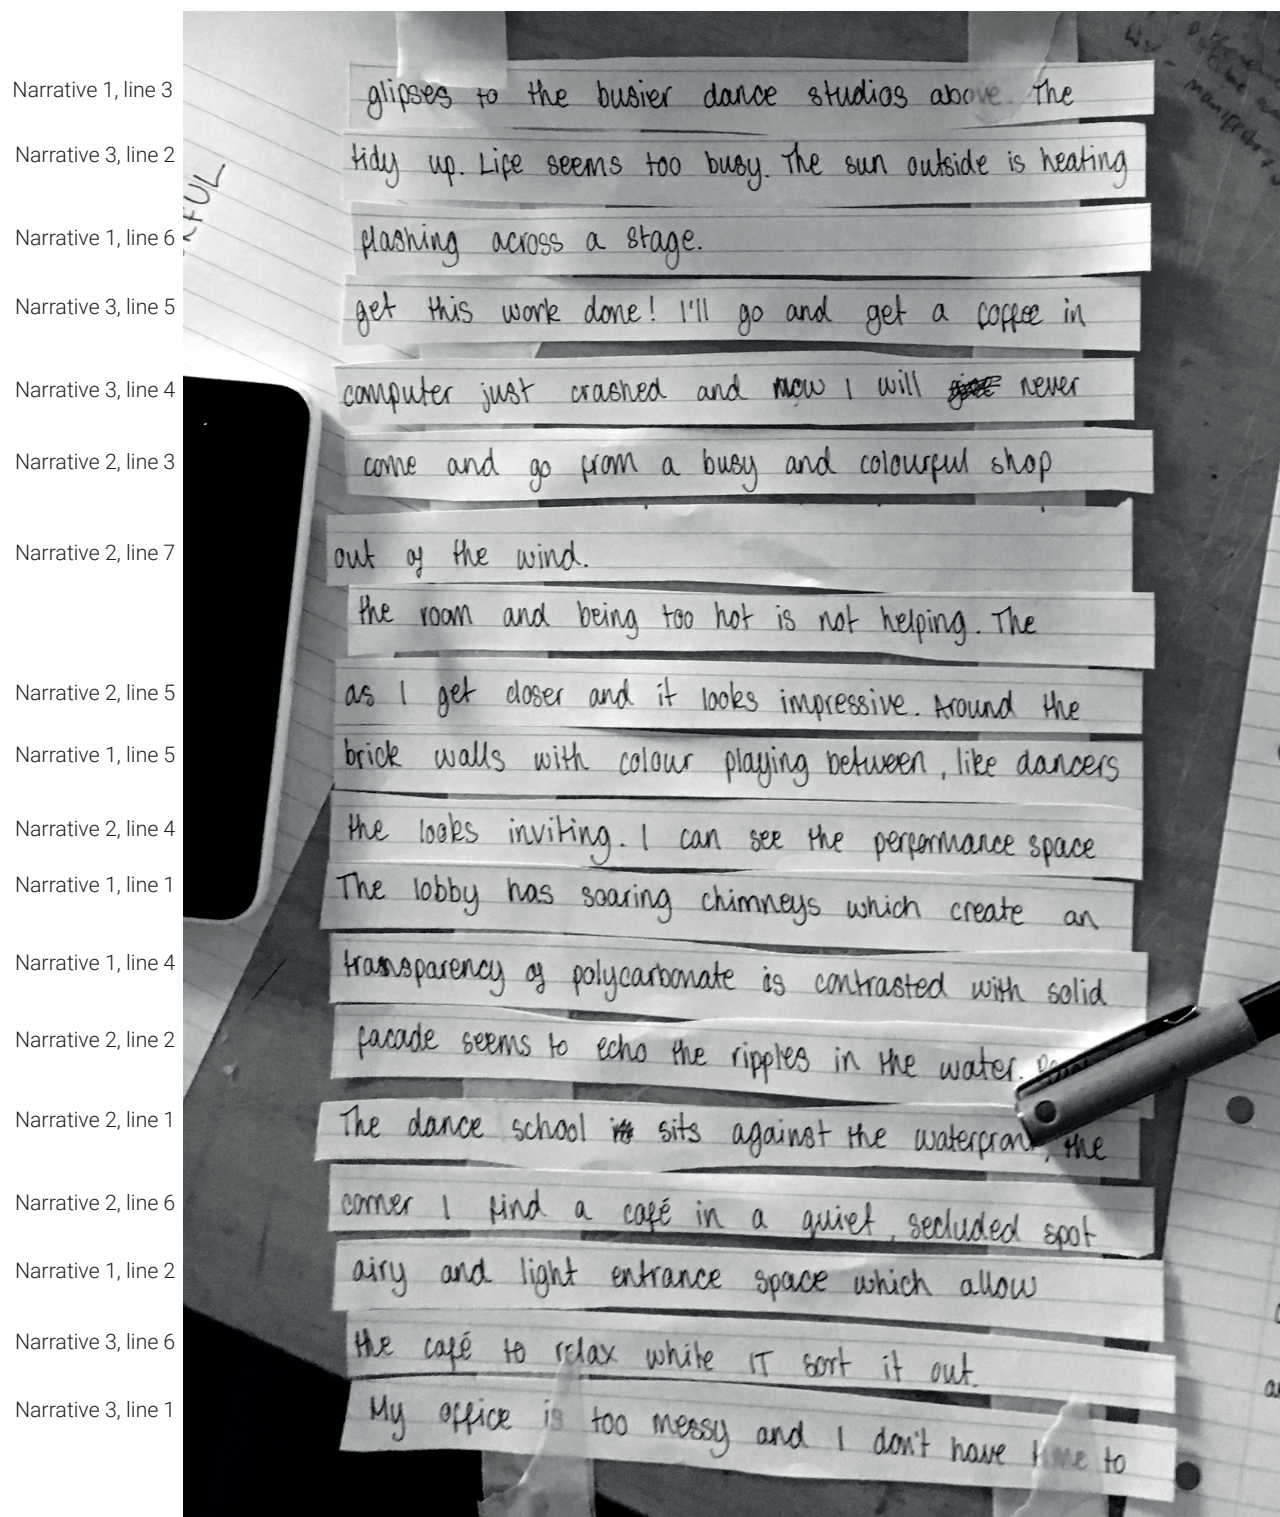 Narrative 1, line 3
glipses to the busier dance studios above. The
Narrative 3, line 2
tidy up. Life seems too busy. The sun outside is heating
Narrative 1, line 6
flashing across a stage.
Narrative 3, line 5
get this work done! I'll go and get a coffee in
Narrative 3, line 4
computer just crashed and now I will never
Narrative 2, line 3
come and go from a busy and colourful shop
Narrative 2, line 7
out of the wind.
the room and being too hot is not helping. The
Narrative 2, line 5
as I get closer and it looks impressive. Around the
Narrative 1, line 5
brick walls with colour playing between, like dancers
Narrative 2, line 4
the looks inviting. I can see the performance space
Narrative 1, line 1
The lobby has soaring chimneys which create an
Narrative 1, line 4
transparency of polycarbonate is contrasted with solid
Narrative 2, line 2
facade seems to echo the ripples in the water.
Narrative 2, line 1
The dance school sits against the waterfront, the
Narrative 2, line 6
corner I find a café in a quiet, secluded spot
Narrative 1, line 2
airy and light entrance space which allow
Narrative 3, line 6
the café to relax while IT sort it out.
Narrative 3, line 1
My office is too messy and I don't have time to